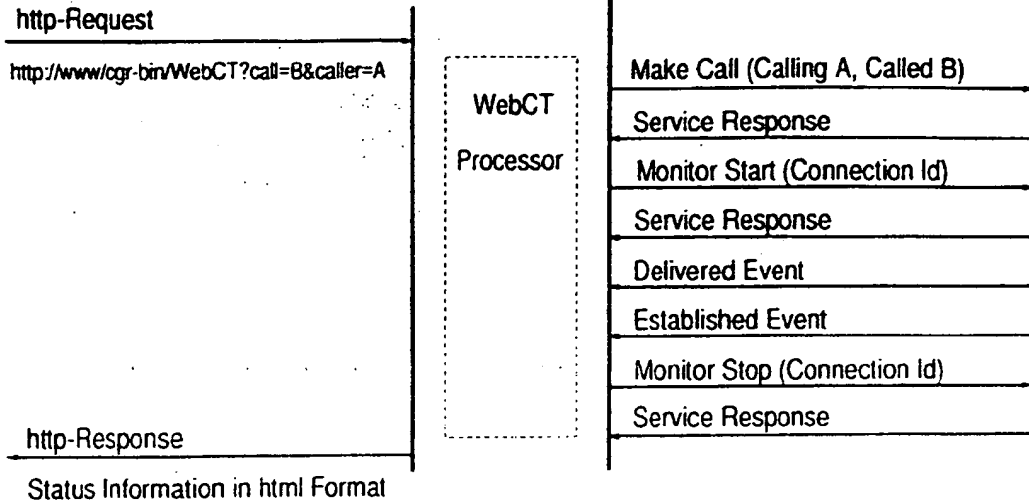 http-Request
http://www/cgr-bin/WebCT?call=B&caller=A
WebCT
Processor
Make Call (Calling A, Called B)
Service Response
Monitor Start (Connection Id)
Service Response
Delivered Event
Established Event
Monitor Stop (Connection Id)
Service Response
http-Response
Status Information in html Format